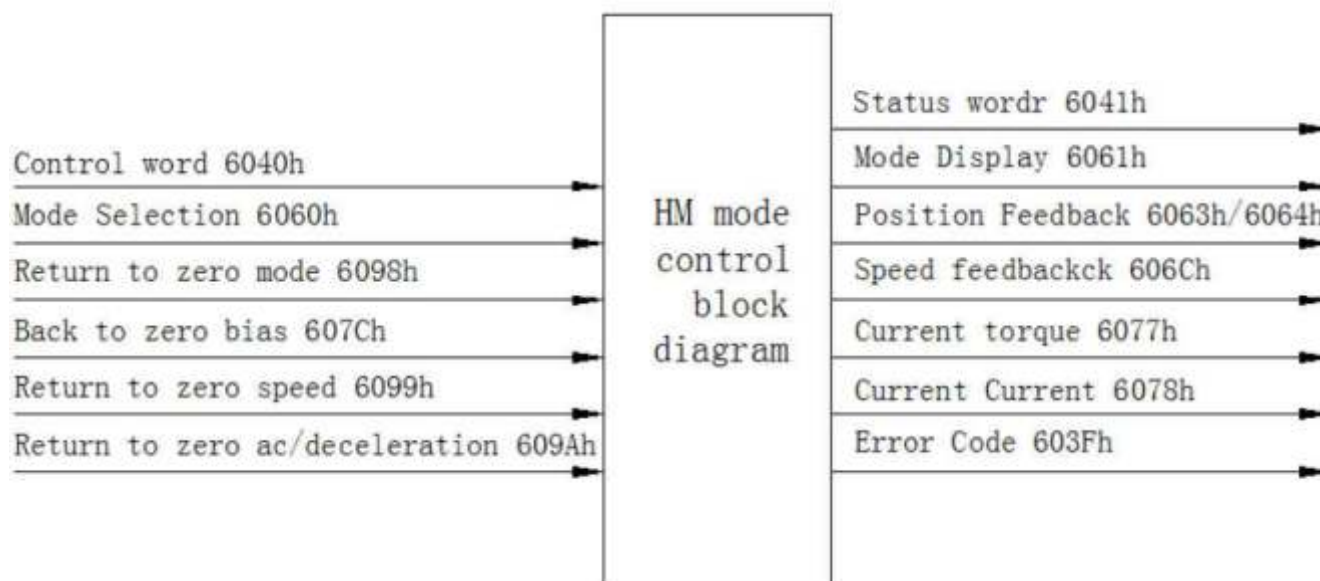 Control word 6040h
Mode Selection 6060h
Return to zero mode 6098h
Back to zero bias 607Ch
Return to zero speed 6099h
Return to zero ac/deceleration 609Ah
HM mode
control
block
diagram
Status wordr 6041h
Mode Display 6061h
Position Feedback 6063h/6064h
Speed feedbackck 606Ch
Current torque 6077h
Current Current 6078h
Error Code 603Fh